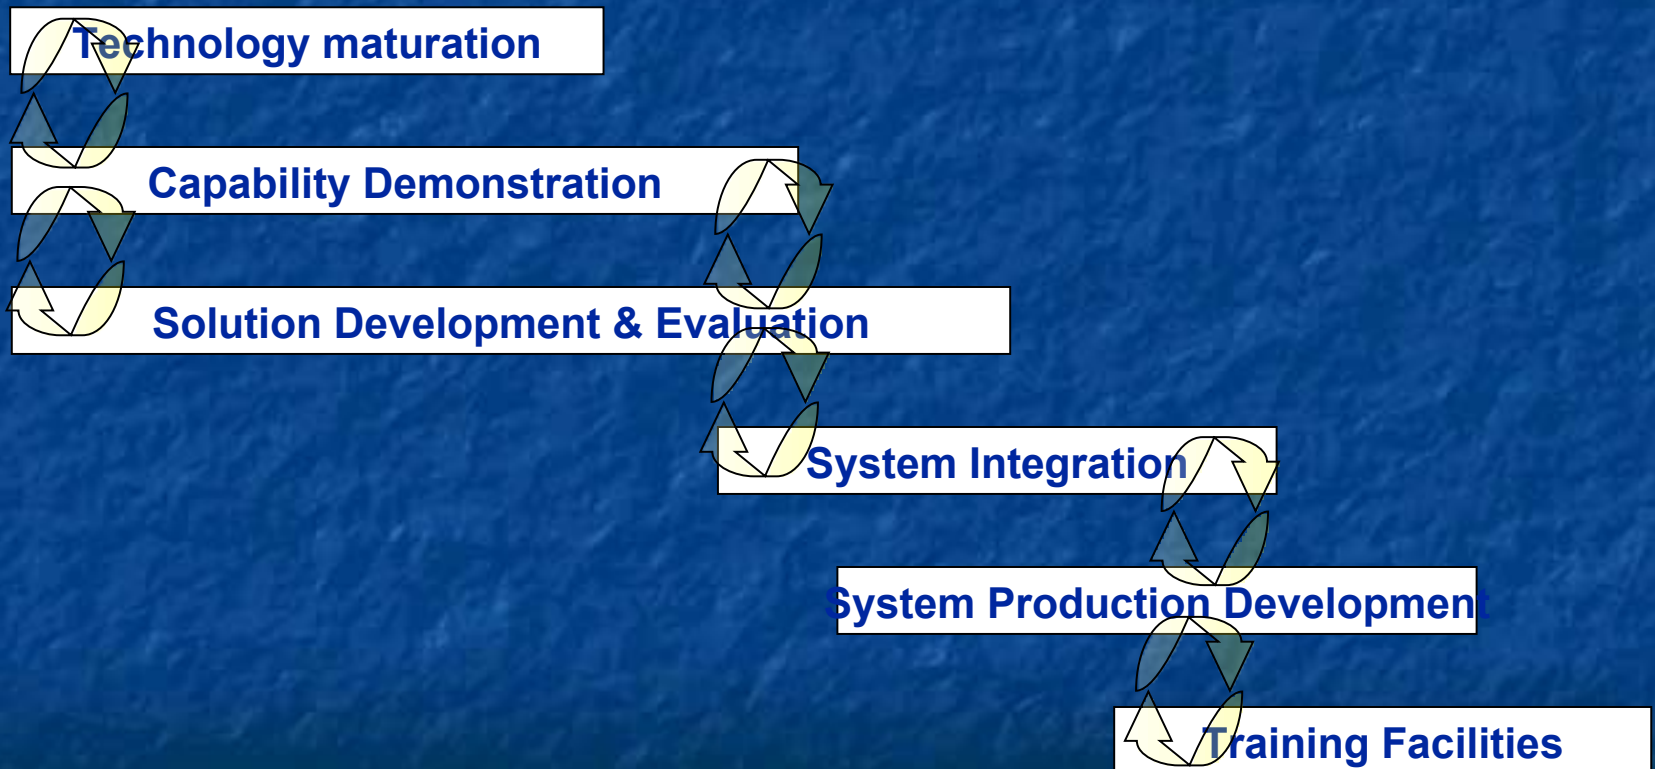 Technology maturation
Capability Demonstration
Solution Development & Evaluation
System Integration
System Production Development
Training Facilities